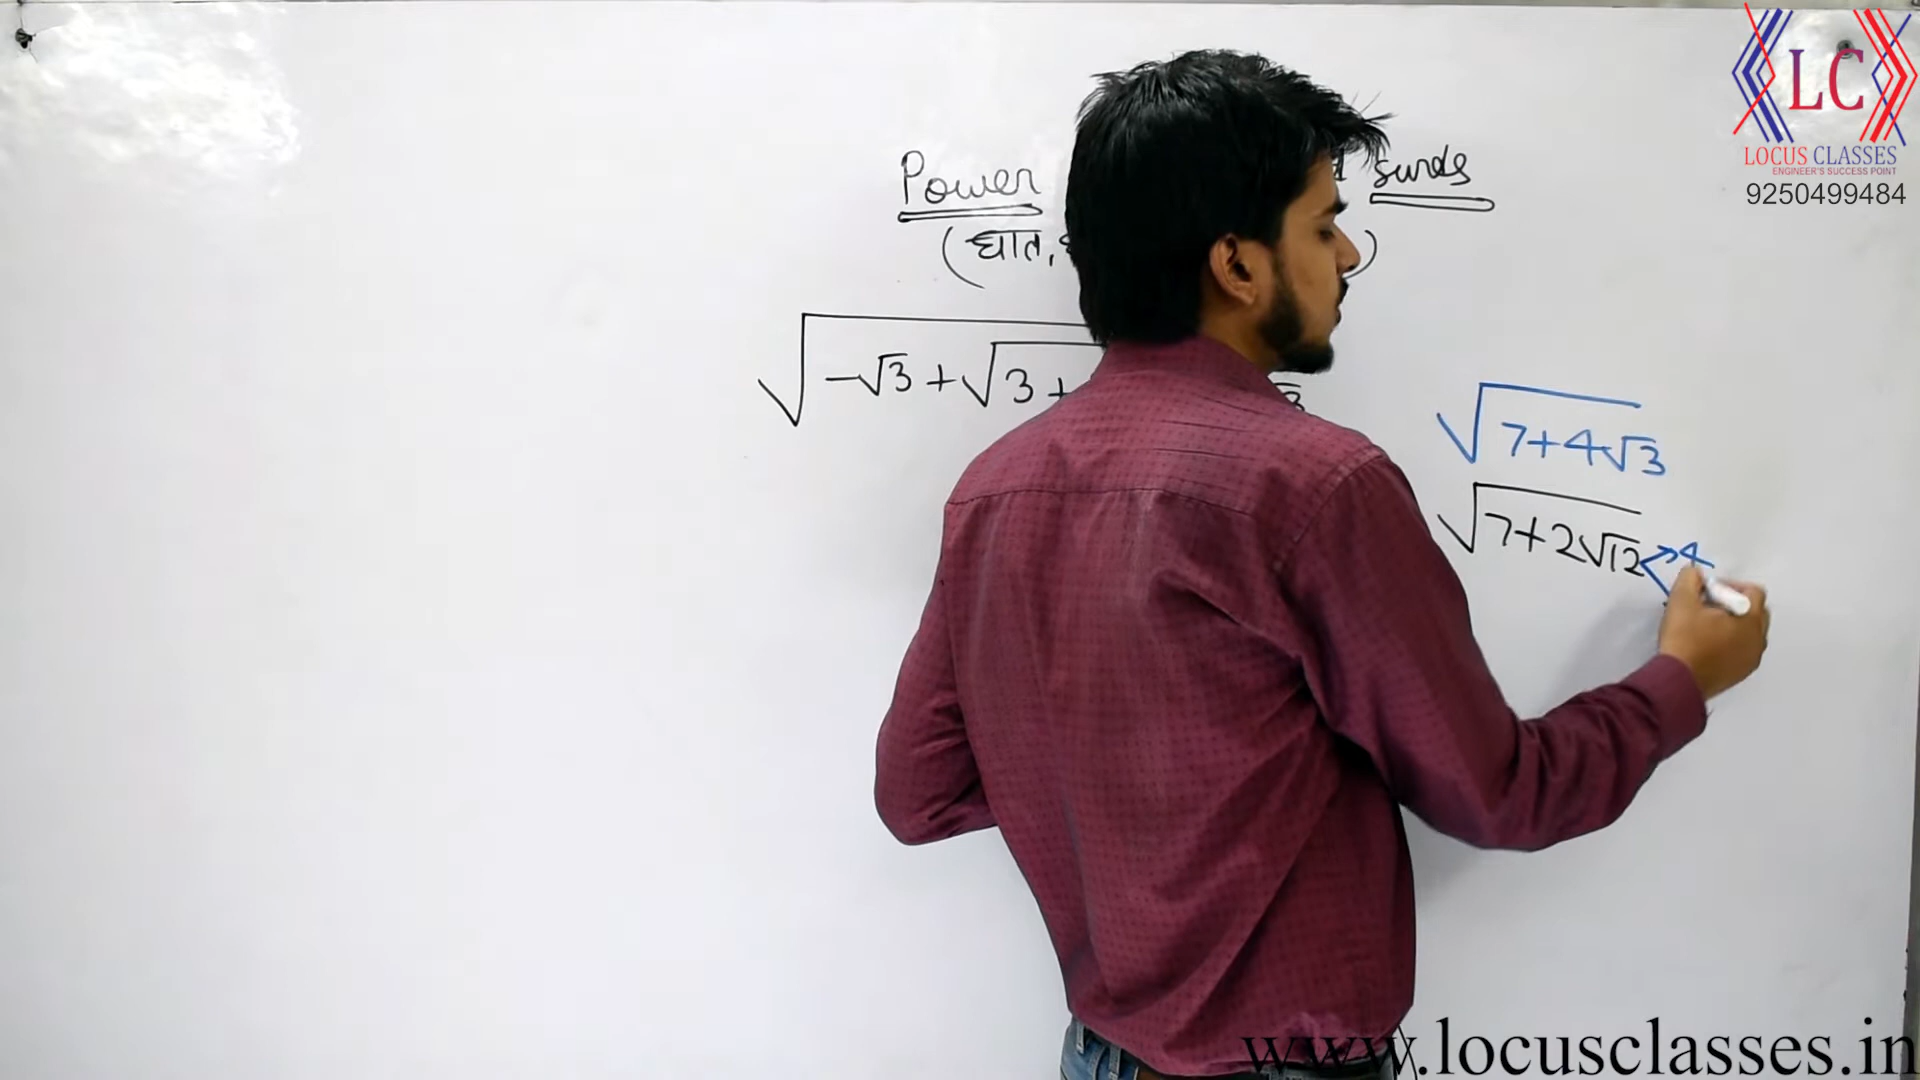 LC
LOCUS CLASSES
ENGINEER'S SUCCESS POINT
9250499484
Power surds
(घात, )
√-√3+√3+
√7+4√3
√7+2√12 4
www.locusclasses.in